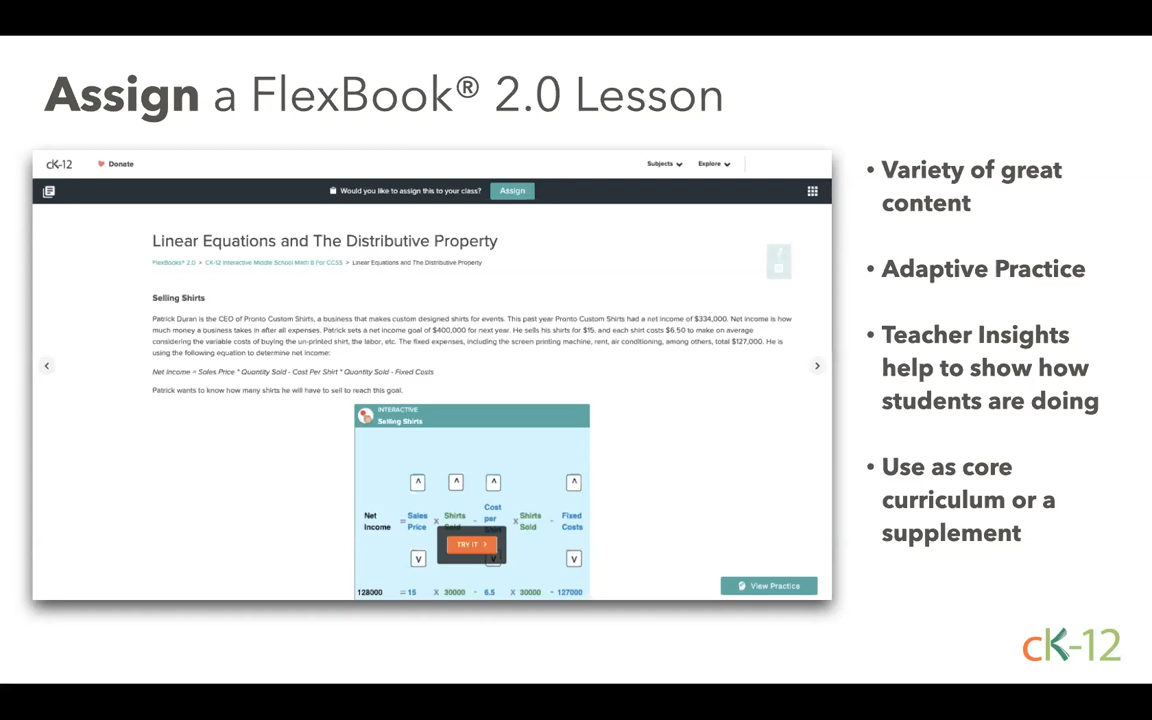 Assign a FlexBook® 2.0 Lesson
cK-12
Donate
Subjects
Explore
Would you like to assign this to your class?
Assign
Linear Equations and The Distributive Property
FlexBooks® 2.0 > CK-12 Interactive Middle School Math 8 For CCSS > Linear Equations and The Distributive Property
Selling Shirts
Patrick Duran is the CEO of Pronto Custom Shirts, a business that makes custom designed shirts for events. This past year Pronto Custom Shirts had a net income of $334,000. Net income is how
much money a business takes in after all expenses. Patrick sets a net income goal of $400,000 for next year. He sells his shirts for $15, and each shirt costs $6.50 to make on average
considering the variable costs of buying the un-printed shirt, the labor, etc. The fixed expenses, including the screen printing machine, rent, air conditioning, among others, total $127,000. He is
using the following equation to determine net income:
Net Income = Sales Price * Quantity Sold - Cost Per Shirt * Quantity Sold - Fixed Costs
Patrick wants to know how many shirts he will have to sell to reach this goal.
INTERACTIVE
Selling Shirts
Net Income = Sales Price X Shirts Sold - Cost per X Shirts Sold - Fixed Costs
TRY IT >
128000 = 15 X 30000 - 6.5 X 30000 - 127000
View Practice
• Variety of great
content
• Adaptive Practice
• Teacher Insights
help to show how
students are doing
• Use as core
curriculum or a
supplement
cK-12